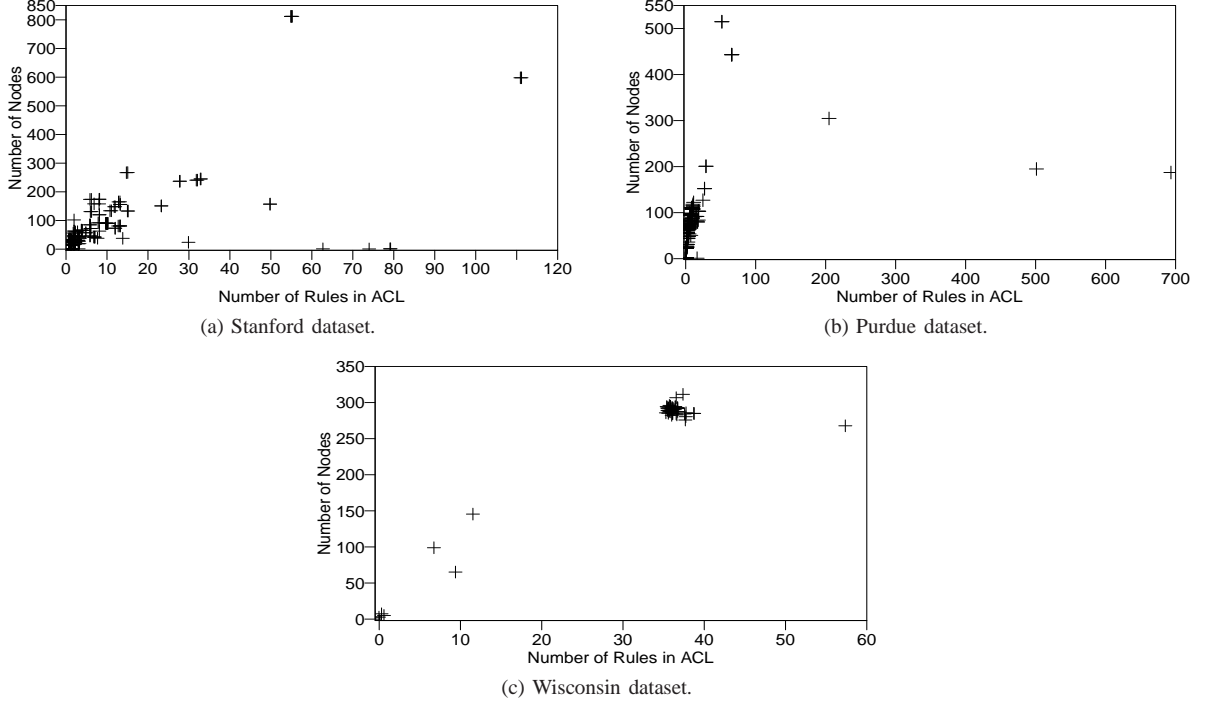 850
800
700
600
500
400
300
200
100
0
Number of Nodes
0 10 20 30 40 50 60 70 80 90 100 120
Number of Rules in ACL
(a) Stanford dataset.
550
500
400
300
200
100
0
Number of Nodes
0 100 200 300 400 500 600 700
Number of Rules in ACL
(b) Purdue dataset.
350
300
250
200
150
100
50
0
Number of Nodes
0 10 20 30 40 50 60
Number of Rules in ACL
(c) Wisconsin dataset.